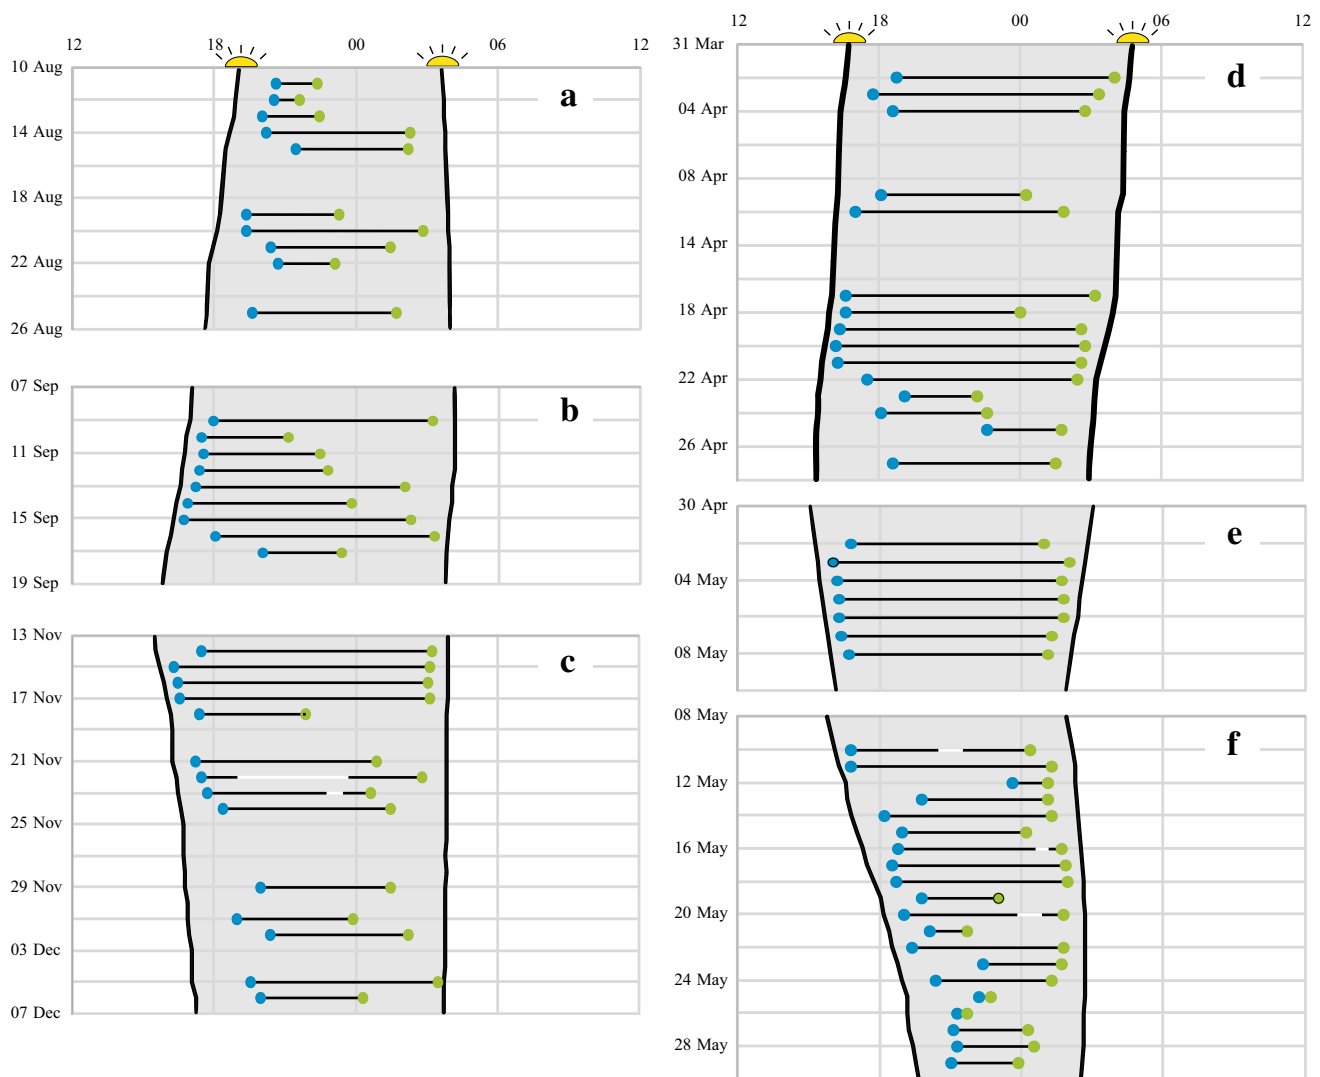 12 18 00 06 12
10 Aug
a
14 Aug
18 Aug
22 Aug
26 Aug
07 Sep
b
11 Sep
15 Sep
19 Sep
13 Nov
c
17 Nov
21 Nov
25 Nov
29 Nov
03 Dec
07 Dec
12 18 00 06 12
31 Mar
d
04 Apr
08 Apr
14 Apr
18 Apr
22 Apr
26 Apr
30 Apr
e
04 May
08 May
08 May
f
12 May
16 May
20 May
24 May
28 May